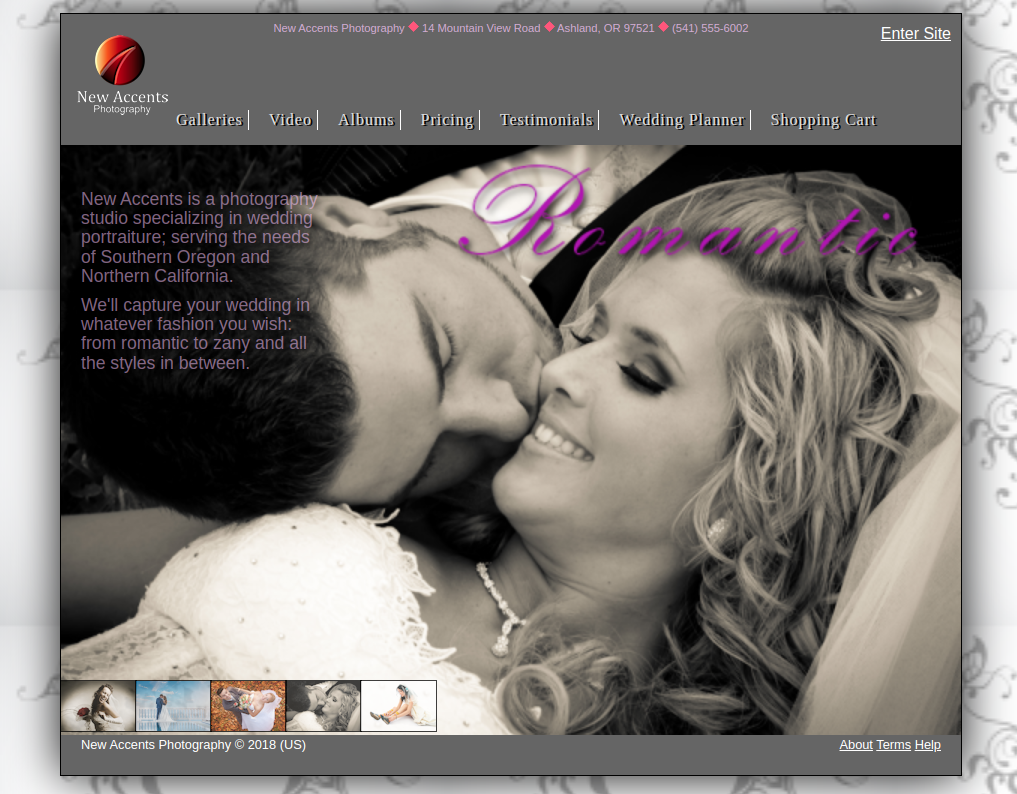 New Accents Photography ◆ 14 Mountain View Road ◆ Ashland, OR 97521 ◆ (541) 555-6002
Enter Site
New Accents
Photography
Galleries
Video
Albums
Pricing
Testimonials
Wedding Planner
Shopping Cart
Romantic
New Accents is a photography
studio specializing in wedding
portraiture; serving the needs
of Southern Oregon and
Northern California.
We'll capture your wedding in
whatever fashion you wish:
from romantic to zany and all
the styles in between.
New Accents Photography © 2018 (US)
About Terms Help